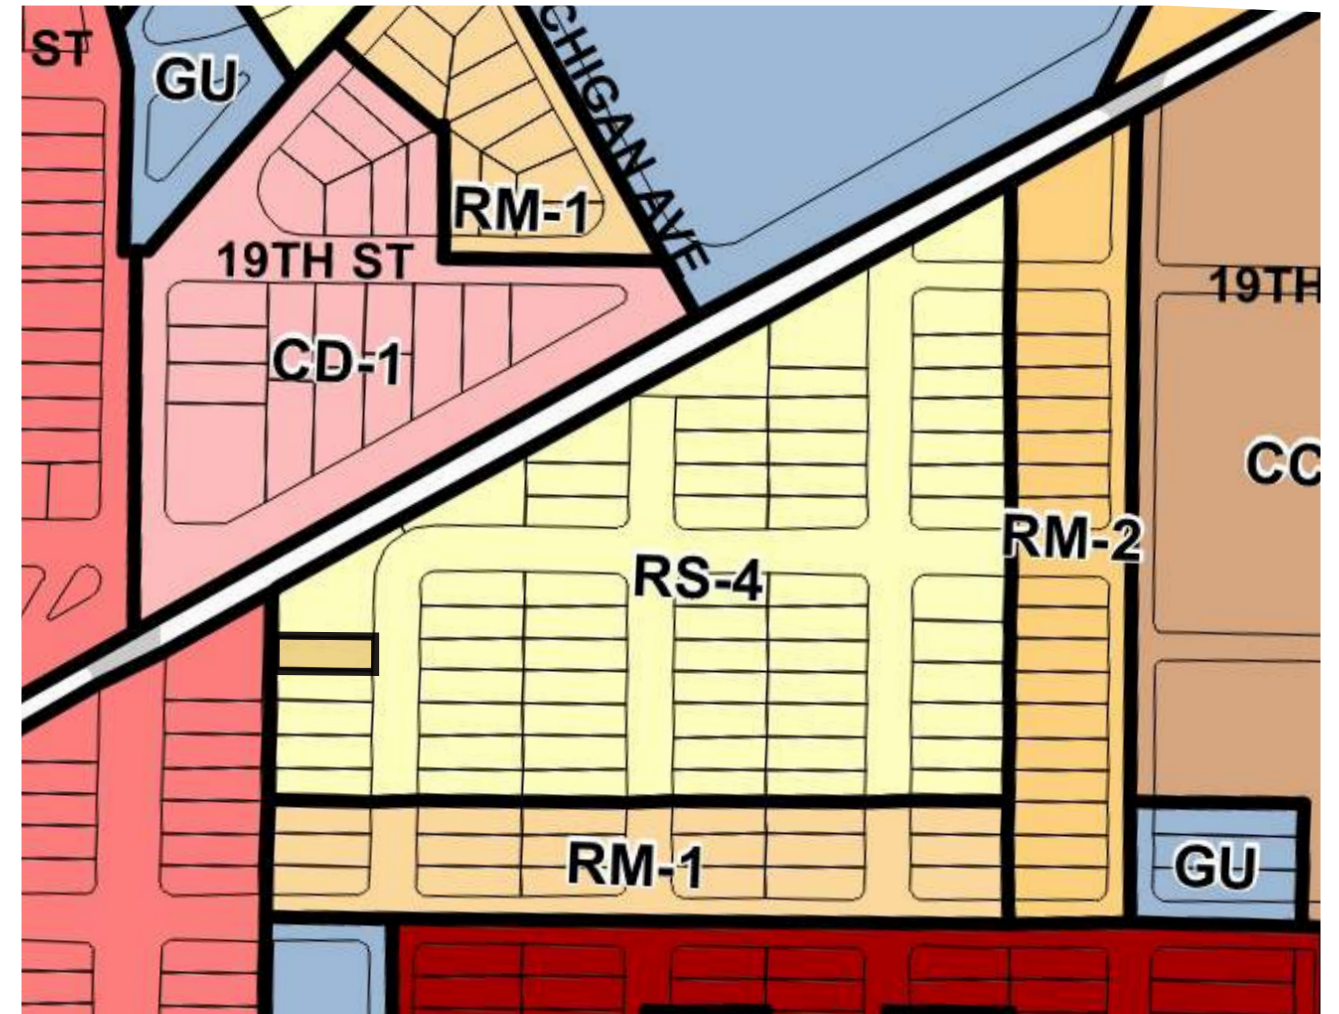 ST
GU
CHIGAN AVE
RM-1
19TH ST
19TH
CD-1
CC
RM-2
RS-4
RM-1
GU